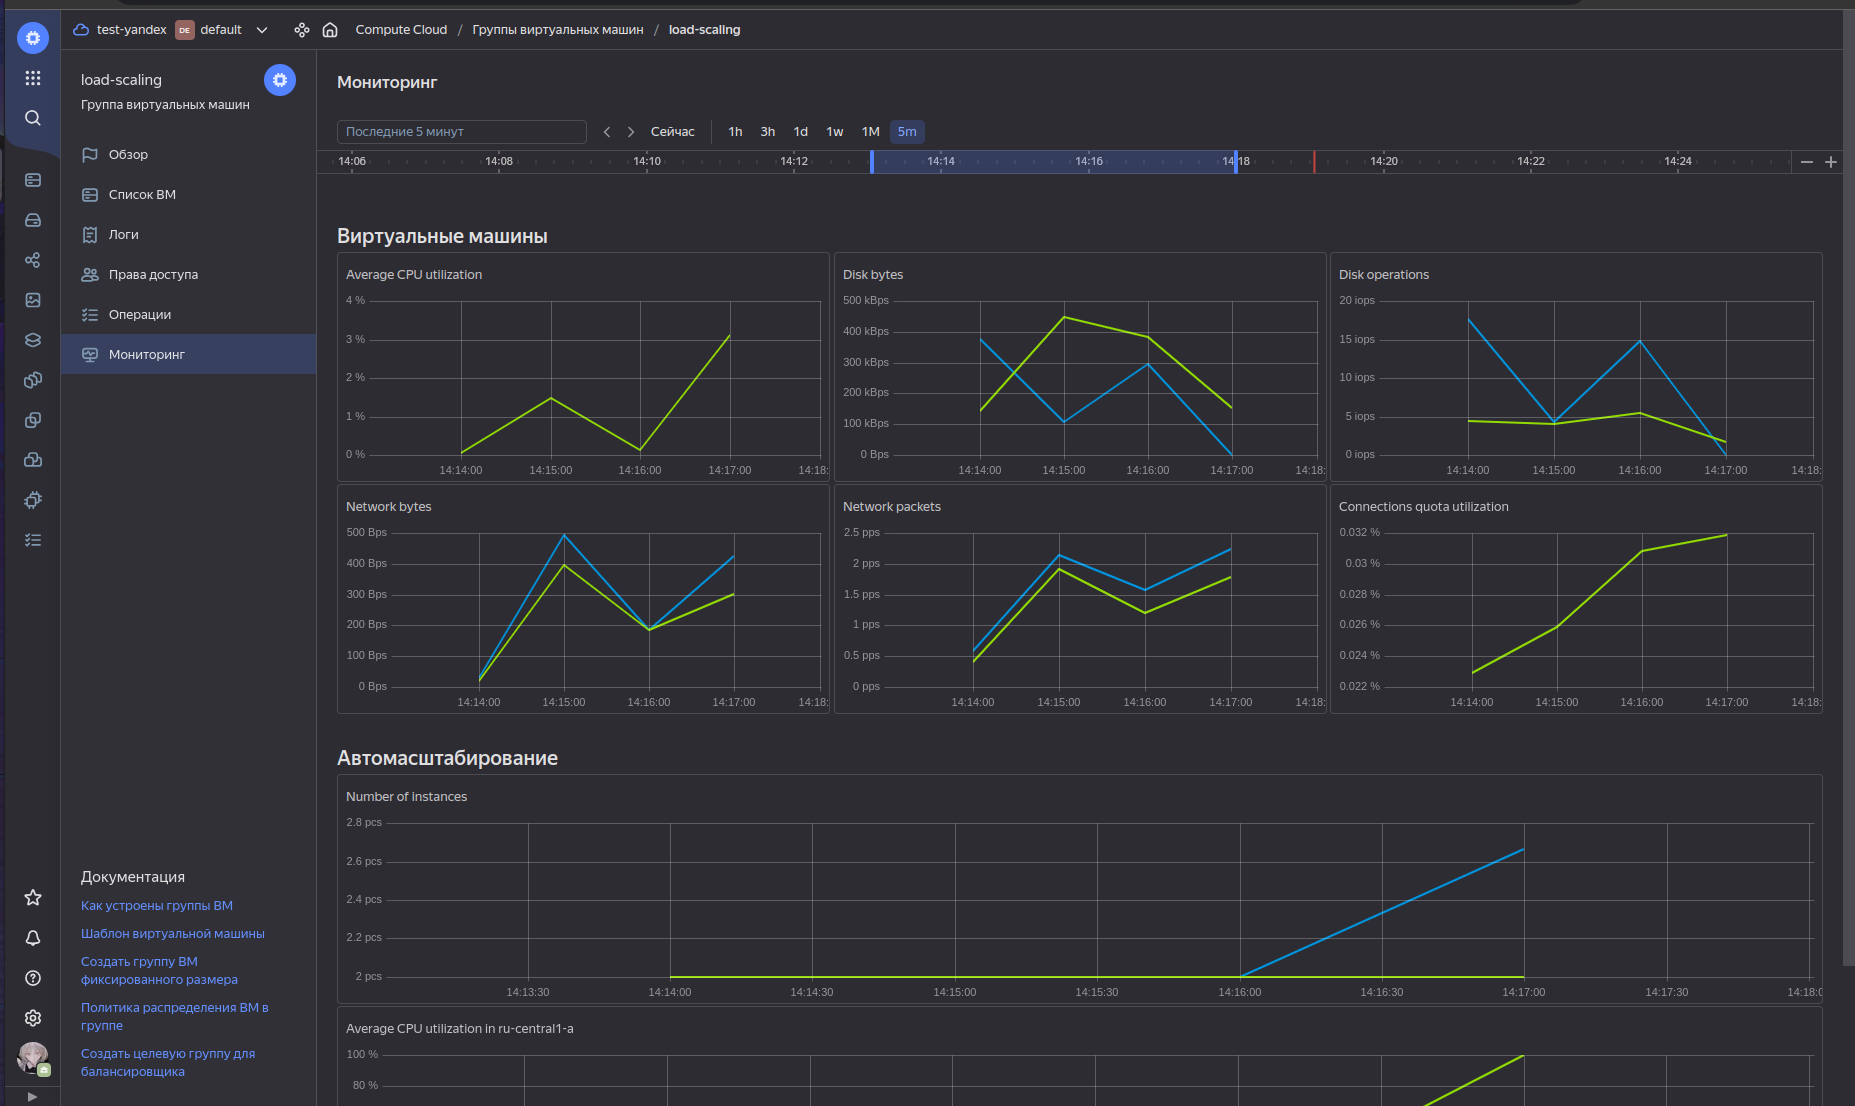 test-yandex DE default Compute Cloud / Группы виртуальных машин / load-scaling
load-scaling
Группа виртуальных машин
Обзор
Список ВМ
Логи
Права доступа
Операции
Мониторинг
Документация
Как устроены группы ВМ
Шаблон виртуальной машины
Создать группу ВМ
фиксированного размера
Политика распределения ВМ в
группе
Создать целевую группу для
балансировщика
Мониторинг
Последние 5 минут Сейчас 1h 3h 1d 1w 1M 5m
14:06 14:08 14:10 14:12 14:14 14:16 14:18 14:20 14:22 14:24
Виртуальные машины
Average CPU utilization
4 %
3 %
2 %
1 %
0 %
14:14:00 14:15:00 14:16:00 14:17:00 14:18:
Disk bytes
500 kBps
400 kBps
300 kBps
200 kBps
100 kBps
0 Bps
14:14:00 14:15:00 14:16:00 14:17:00 14:18:
Disk operations
20 iops
15 iops
10 iops
5 iops
0 iops
14:14:00 14:15:00 14:16:00 14:17:00 14:18:
Network bytes
500 Bps
400 Bps
300 Bps
200 Bps
100 Bps
0 Bps
14:14:00 14:15:00 14:16:00 14:17:00 14:18:
Network packets
2.5 pps
2 pps
1.5 pps
1 pps
0.5 pps
0 pps
14:14:00 14:15:00 14:16:00 14:17:00 14:18:
Connections quota utilization
0.032 %
0.03 %
0.028 %
0.026 %
0.024 %
0.022 %
14:14:00 14:15:00 14:16:00 14:17:00 14:18:
Автомасштабирование
Number of instances
2.8 pcs
2.6 pcs
2.4 pcs
2.2 pcs
2 pcs
14:13:30 14:14:00 14:14:30 14:15:00 14:15:30 14:16:00 14:16:30 14:17:00 14:17:30 14:18:0
Average CPU utilization in ru-central1-a
100 %
80 %